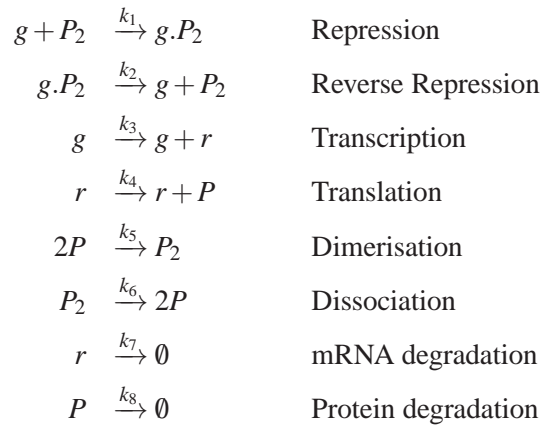 g + P₂ —k₁→ g.P₂ Repression
g.P₂ —k₂→ g + P₂ Reverse Repression
g —k₃→ g + r Transcription
r —k₄→ r + P Translation
2P —k₅→ P₂ Dimerisation
P₂ —k₆→ 2P Dissociation
r —k₇→ ∅ mRNA degradation
P —k₈→ ∅ Protein degradation